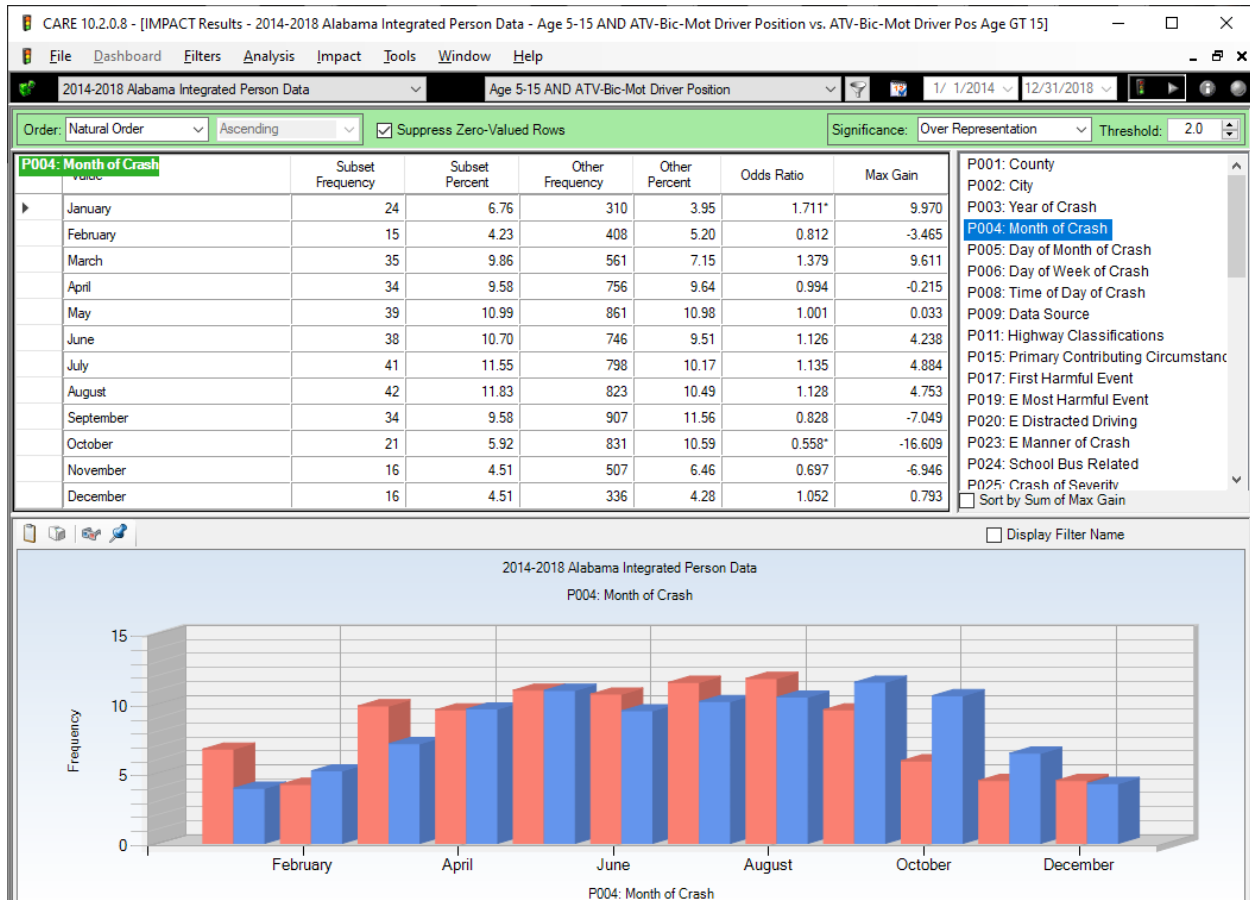 CARE 10.2.0.8 - [IMPACT Results - 2014-2018 Alabama Integrated Person Data - Age 5-15 AND ATV-Bic-Mot Driver Position vs. ATV-Bic-Mot Driver Pos Age GT 15]
File Dashboard Filters Analysis Impact Tools Window Help
2014-2018 Alabama Integrated Person Data Age 5-15 AND ATV-Bic-Mot Driver Position 1/ 1/2014 12/31/2018
Order: Natural Order Ascending Suppress Zero-Valued Rows Significance: Over Representation Threshold: 2.0
P004: Month of Crash
Value Subset Frequency Subset Percent Other Frequency Other Percent Odds Ratio Max Gain
January 24 6.76 310 3.95 1.711* 9.970
February 15 4.23 408 5.20 0.812 -3.465
March 35 9.86 561 7.15 1.379 9.611
April 34 9.58 756 9.64 0.994 -0.215
May 39 10.99 861 10.98 1.001 0.033
June 38 10.70 746 9.51 1.126 4.238
July 41 11.55 798 10.17 1.135 4.884
August 42 11.83 823 10.49 1.128 4.753
September 34 9.58 907 11.56 0.828 -7.049
October 21 5.92 831 10.59 0.558* -16.609
November 16 4.51 507 6.46 0.697 -6.946
December 16 4.51 336 4.28 1.052 0.793
P001: County
P002: City
P003: Year of Crash
P004: Month of Crash
P005: Day of Month of Crash
P006: Day of Week of Crash
P008: Time of Day of Crash
P009: Data Source
P011: Highway Classifications
P015: Primary Contributing Circumstanc
P017: First Harmful Event
P019: E Most Harmful Event
P020: E Distracted Driving
P023: E Manner of Crash
P024: School Bus Related
P025: Crash of Severity
Sort by Sum of Max Gain
Display Filter Name
2014-2018 Alabama Integrated Person Data
P004: Month of Crash
15
10
5
0
Frequency
February April June August October December
P004: Month of Crash